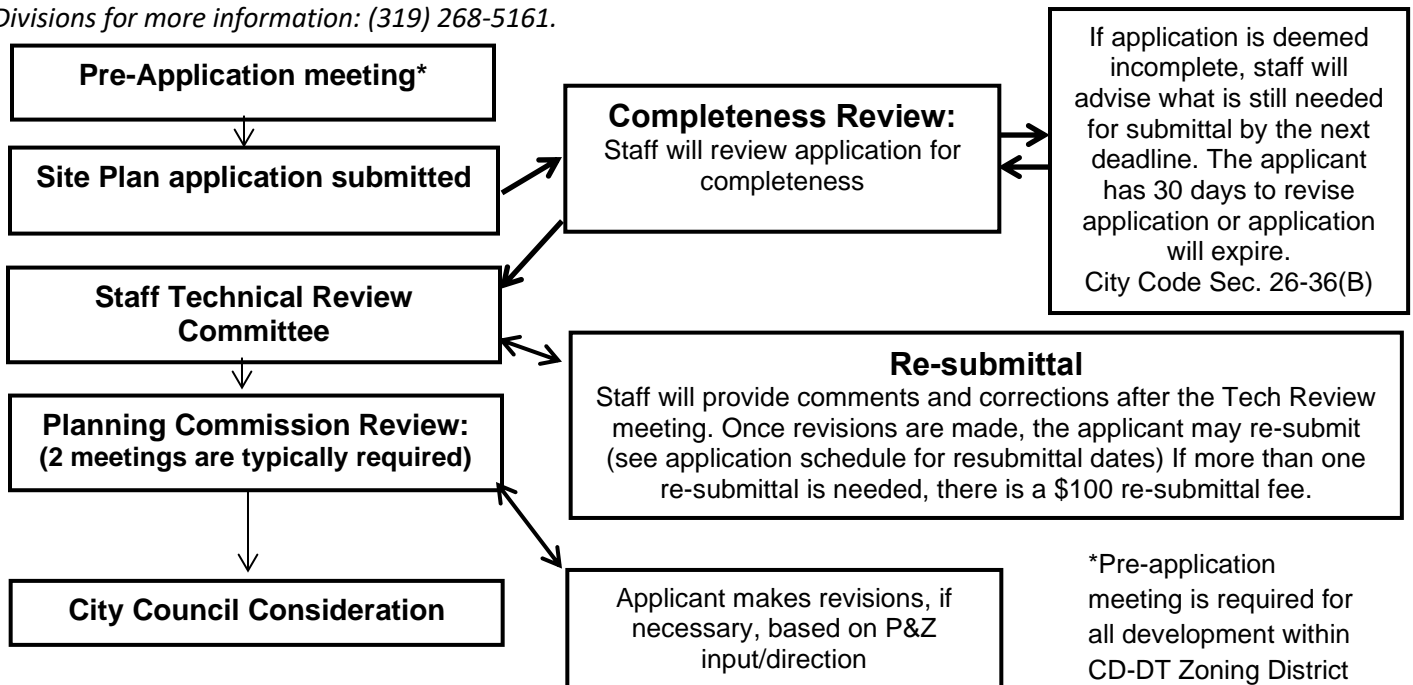 Divisions for more information: (319) 268-5161.
Pre-Application meeting*
Site Plan application submitted
Completeness Review:
Staff will review application for
completeness
If application is deemed
incomplete, staff will
advise what is still needed
for submittal by the next
deadline. The applicant
has 30 days to revise
application or application
will expire.
City Code Sec. 26-36(B)
Staff Technical Review
Committee
Re-submittal
Staff will provide comments and corrections after the Tech Review
meeting. Once revisions are made, the applicant may re-submit
(see application schedule for resubmittal dates) If more than one
re-submittal is needed, there is a $100 re-submittal fee.
Planning Commission Review:
(2 meetings are typically required)
Applicant makes revisions, if
necessary, based on P&Z
input/direction
City Council Consideration
*Pre-application
meeting is required for
all development within
CD-DT Zoning District